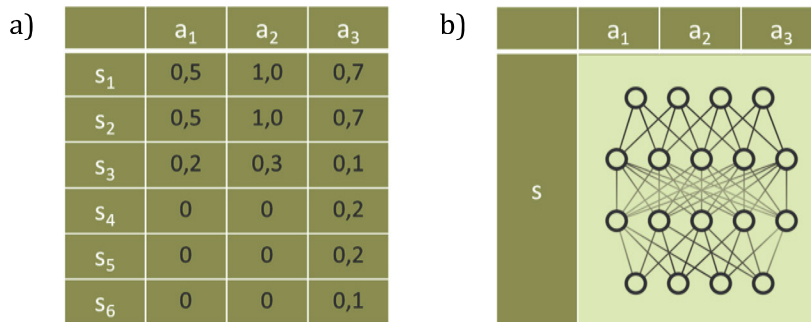 a)
a₁ a₂ a₃
s₁ 0,5 1,0 0,7
s₂ 0,5 1,0 0,7
s₃ 0,2 0,3 0,1
s₄ 0 0 0,2
s₅ 0 0 0,2
s₆ 0 0 0,1
b)
a₁ a₂ a₃
s